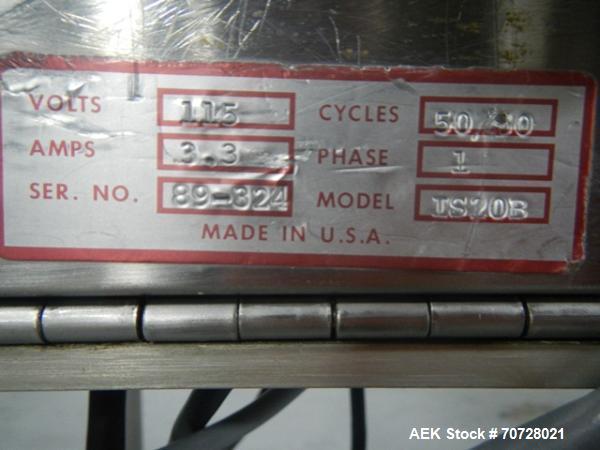 VOLTS 115 CYCLES 50/60
AMPS 3.3 PHASE 1
SER. NO. 89-324 MODEL TS20B
MADE IN U.S.A.
AEK Stock # 70728021